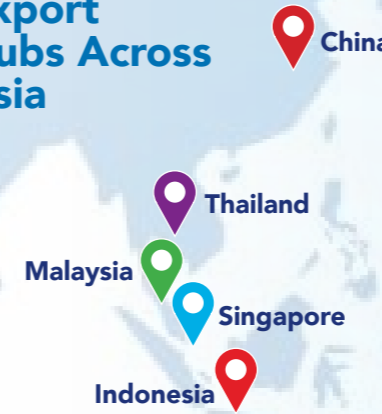 xport
ubs Across
sia
China
Thailand
Malaysia
Singapore
Indonesia